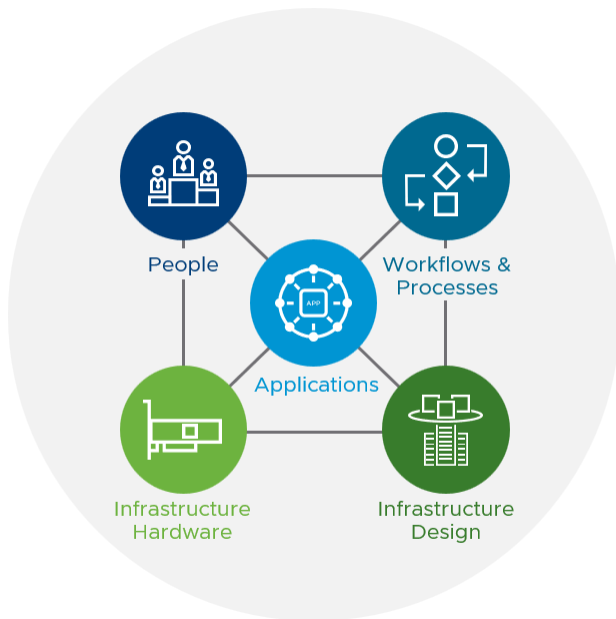 People
Workflows &
Processes
APP
Applications
Infrastructure
Hardware
Infrastructure
Design